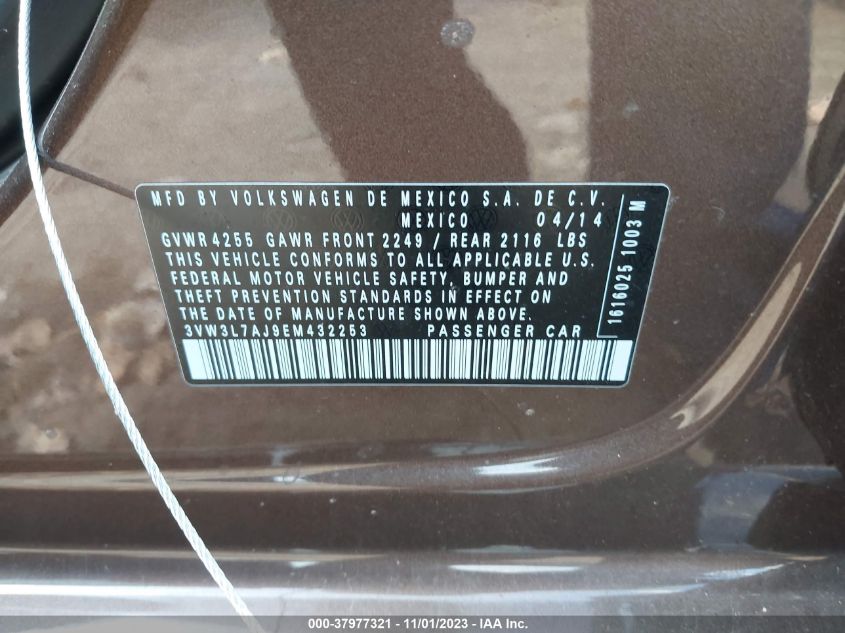 MFD BY VOLKSWAGEN DE MEXICO S.A. DE C.V.
MEXICO 04/14
GVWR 4255 GAWR FRONT 2249 / REAR 2116 LBS
THIS VEHICLE CONFORMS TO ALL APPLICABLE U.S.
FEDERAL MOTOR VEHICLE SAFETY, BUMPER AND
THEFT PREVENTION STANDARDS IN EFFECT ON
THE DATE OF MANUFACTURE SHOWN ABOVE.
3VW3L7AJ9EM432253 PASSENGER CAR
1616025 1003 M
000-37977321 - 11/01/2023 - IAA Inc.